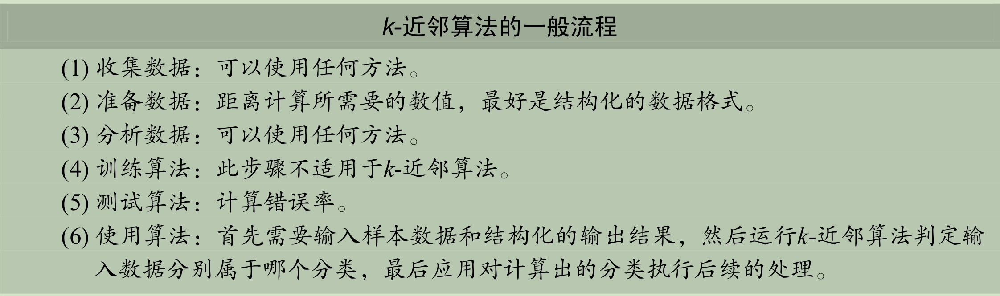 k-近邻算法的一般流程
(1) 收集数据：可以使用任何方法。
(2) 准备数据：距离计算所需要的数值，最好是结构化的数据格式。
(3) 分析数据：可以使用任何方法。
(4) 训练算法：此步骤不适用于k-近邻算法。
(5) 测试算法：计算错误率。
(6) 使用算法：首先需要输入样本数据和结构化的输出结果，然后运行k-近邻算法判定输
入数据分别属于哪个分类，最后应用对计算出的分类执行后续的处理。